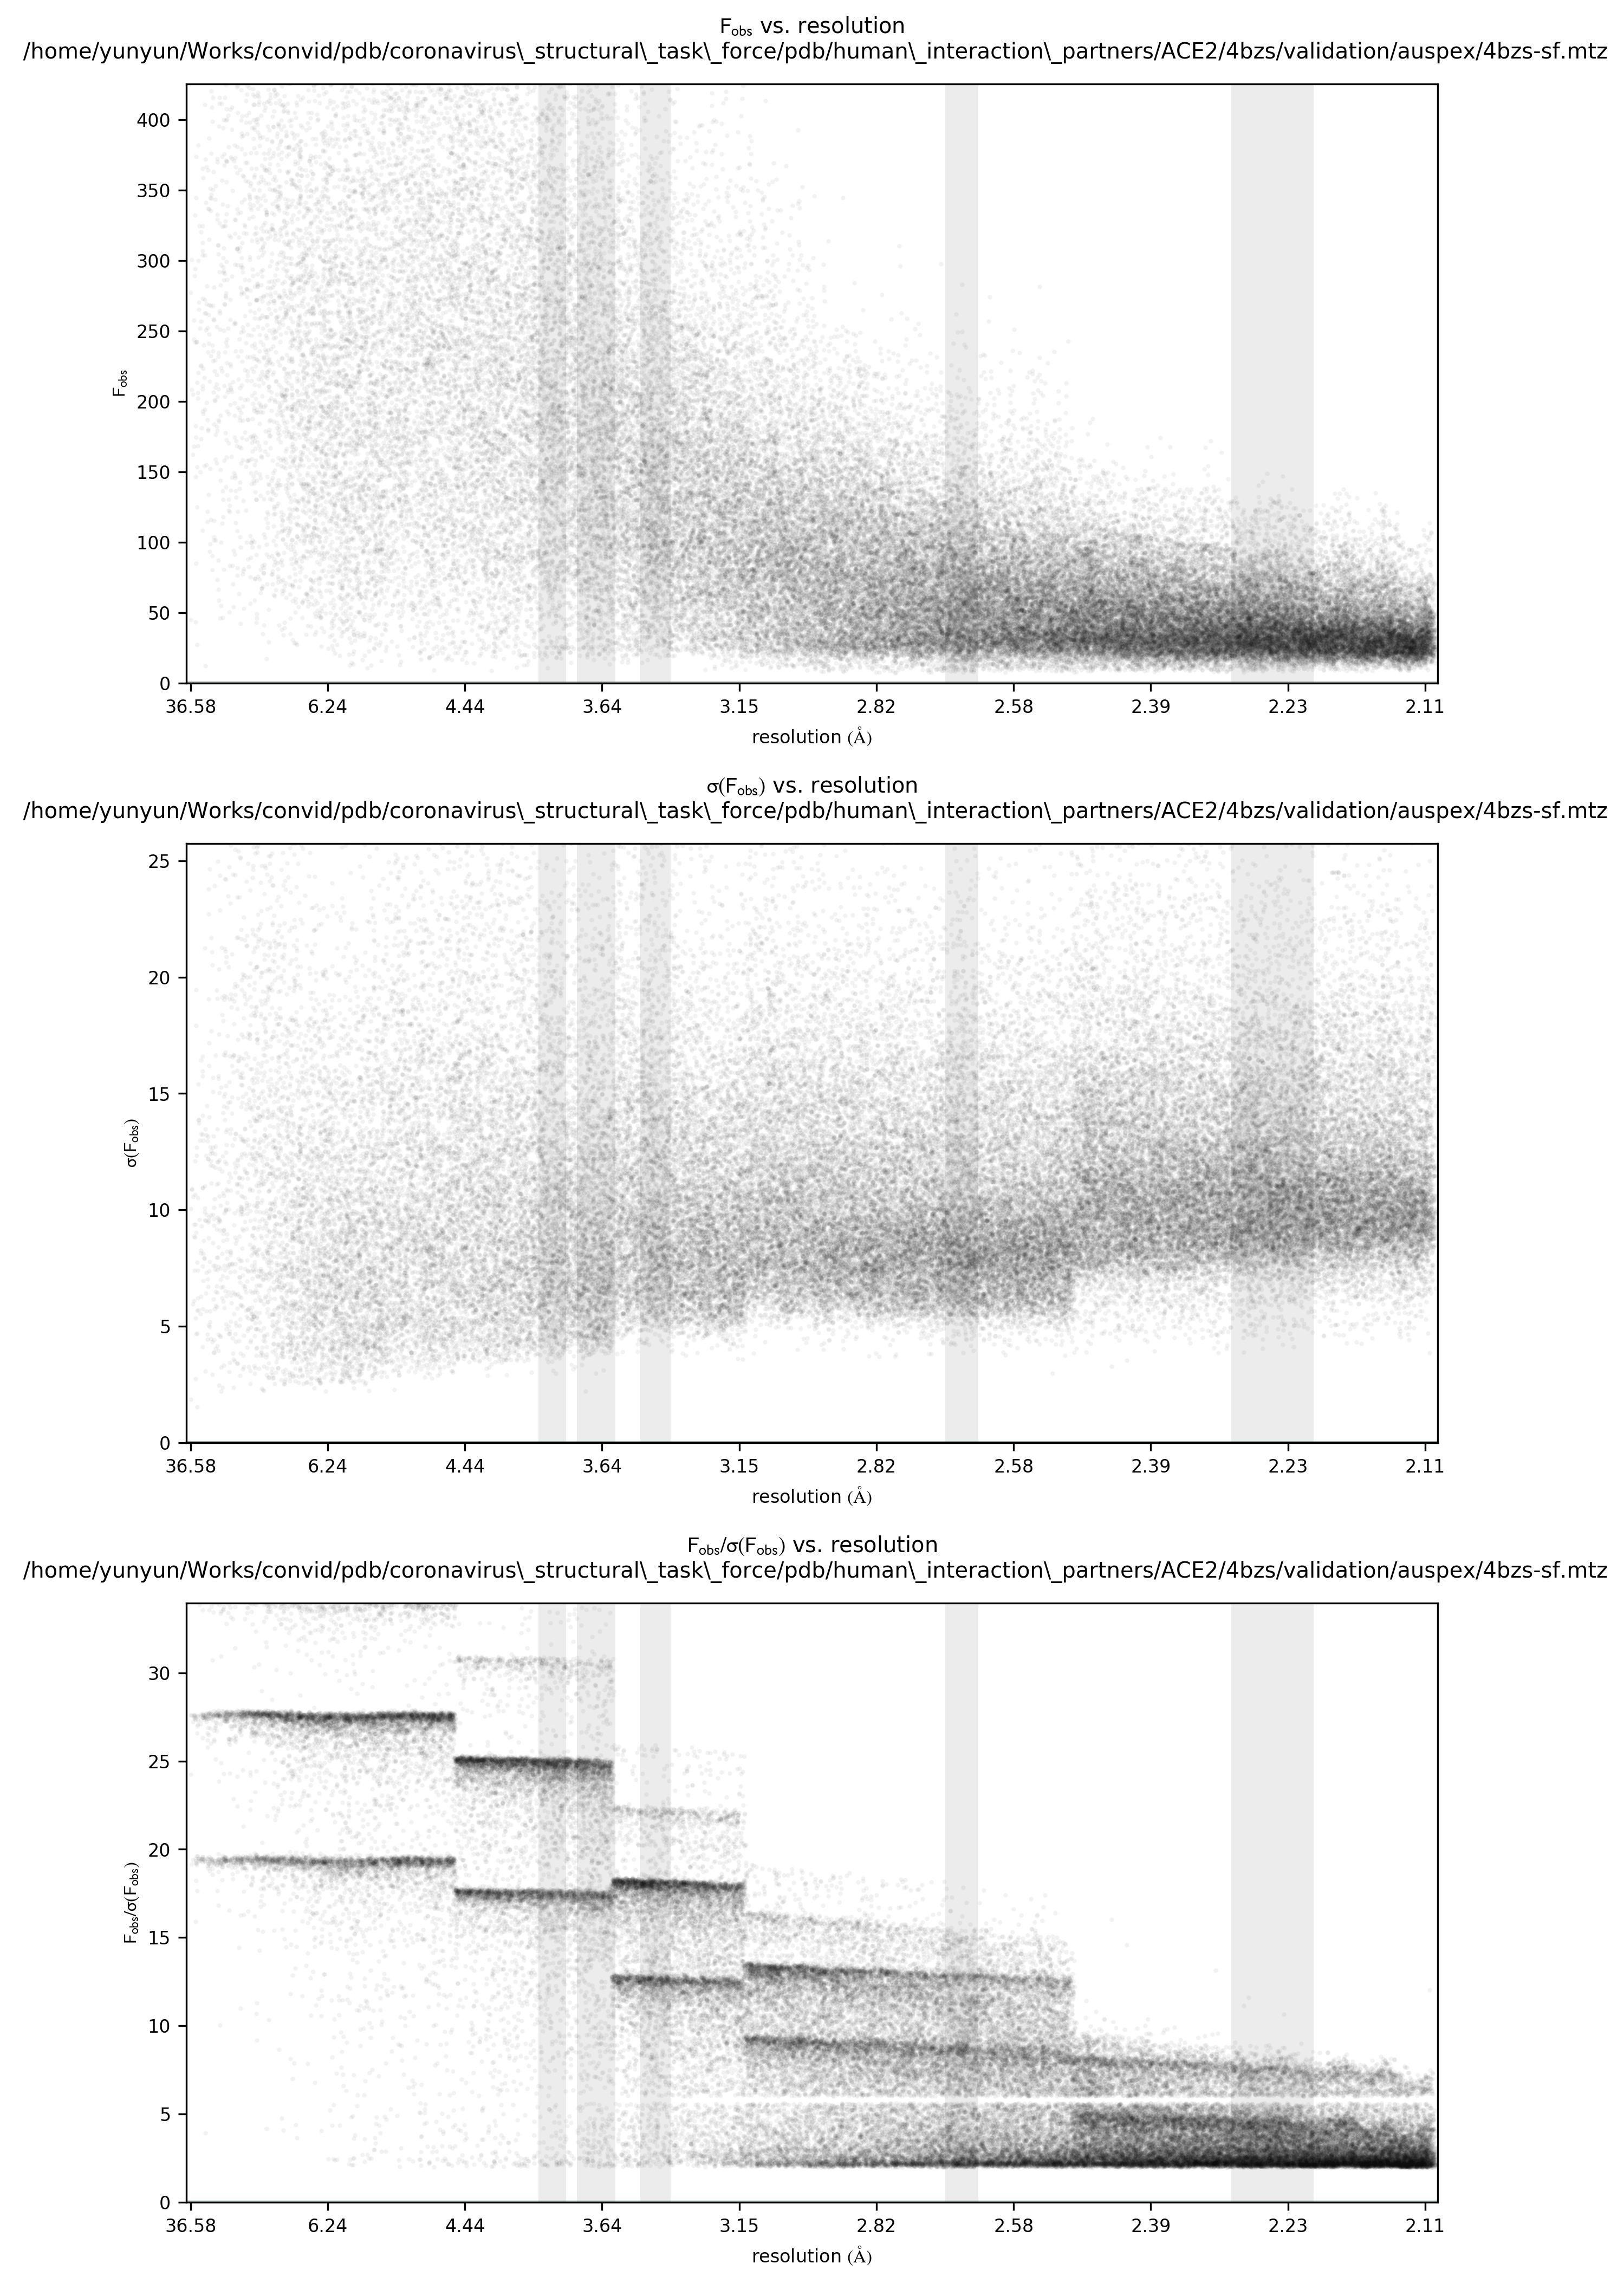 Fobs vs. resolution
/home/yunyun/Works/convid/pdb/coronavirus\_structural\_task\_force/pdb/human\_interaction\_partners/ACE2/4bzs/validation/auspex/4bzs-sf.mtz
400
350
300
250
200
150
100
50
0
Fobs
36.58 6.24 4.44 3.64 3.15 2.82 2.58 2.39 2.23 2.11
resolution (Å)
σ(Fobs) vs. resolution
/home/yunyun/Works/convid/pdb/coronavirus\_structural\_task\_force/pdb/human\_interaction\_partners/ACE2/4bzs/validation/auspex/4bzs-sf.mtz
25
20
15
10
5
0
σ(Fobs)
36.58 6.24 4.44 3.64 3.15 2.82 2.58 2.39 2.23 2.11
resolution (Å)
Fobs/σ(Fobs) vs. resolution
/home/yunyun/Works/convid/pdb/coronavirus\_structural\_task\_force/pdb/human\_interaction\_partners/ACE2/4bzs/validation/auspex/4bzs-sf.mtz
30
25
20
15
10
5
0
Fobs/σ(Fobs)
36.58 6.24 4.44 3.64 3.15 2.82 2.58 2.39 2.23 2.11
resolution (Å)